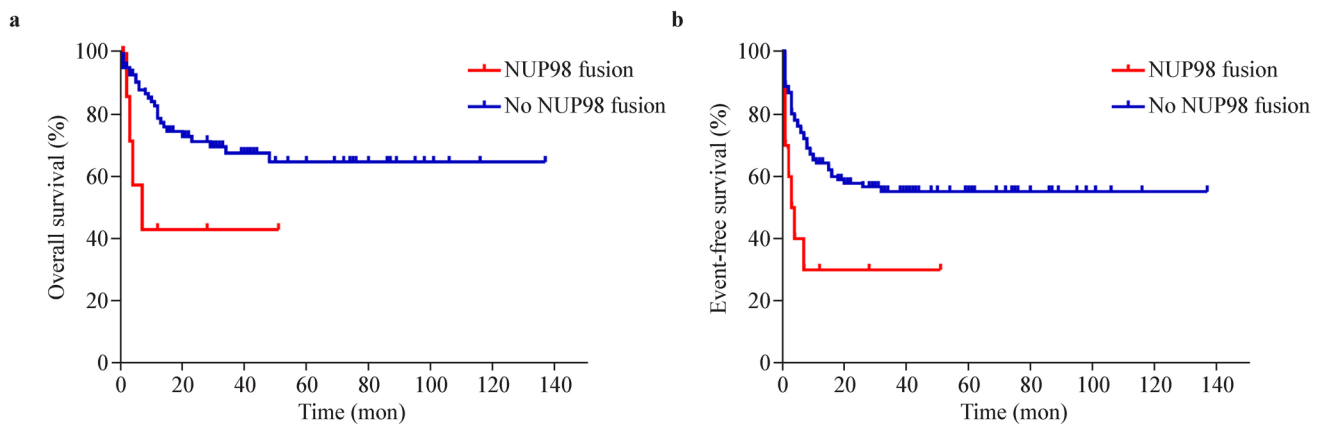 a
Overall survival (%)
100
80
60
40
20
0
0 20 40 60 80 100 120 140
Time (mon)
NUP98 fusion
No NUP98 fusion
b
Event-free survival (%)
100
80
60
40
20
0
0 20 40 60 80 100 120 140
Time (mon)
NUP98 fusion
No NUP98 fusion